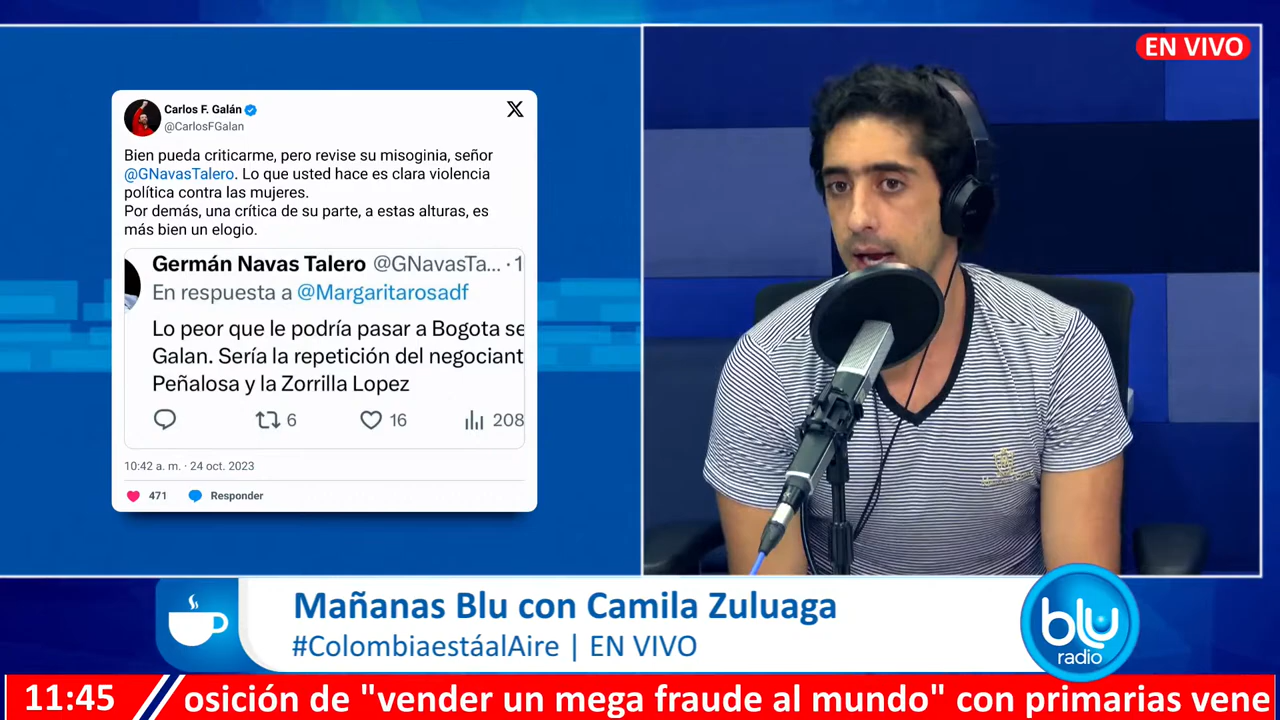 EN VIVO
Carlos F. Galán
@CarlosFGalan
Bien pueda criticarme, pero revise su misoginia, señor
@GNavasTalero. Lo que usted hace es clara violencia
política contra las mujeres.
Por demás, una crítica de su parte, a estas alturas, es
más bien un elogio.
Germán Navas Talero @GNavasTa... · 1
En respuesta a @Margaritarosadf
Lo peor que le podría pasar a Bogota se
Galan. Sería la repetición del negociant
Peñalosa y la Zorrilla Lopez
6 16 208
10:42 a. m. · 24 oct. 2023
471 Responder
Mañanas Blu con Camila Zuluaga
#ColombiaestáalAire | EN VIVO
blu
radio
11:45 osición de "vender un mega fraude al mundo" con primarias vene